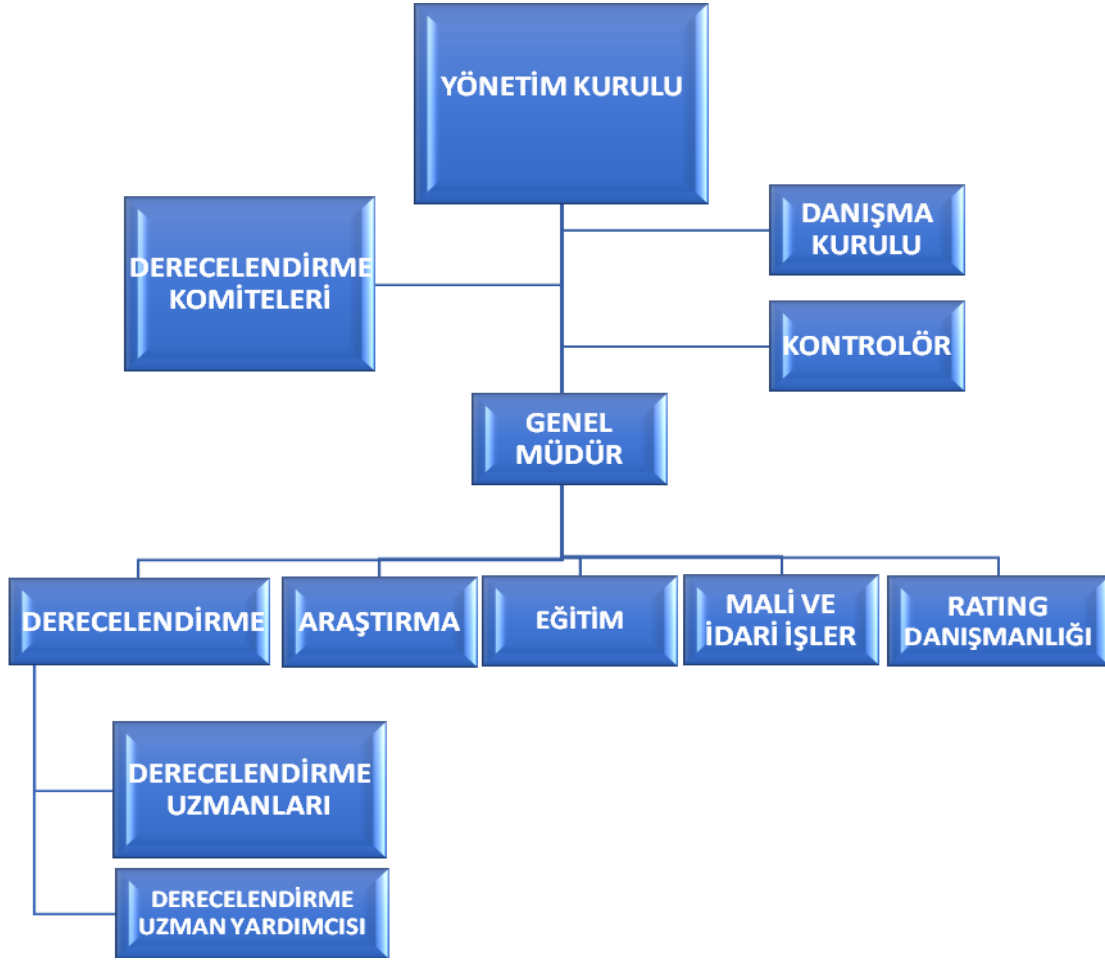 YÖNETİM KURULU
DANIŞMA
KURULU
DERECELENDİRME
KOMİTELERİ
KONTROLÖR
GENEL
MÜDÜR
DERECELENDİRME
ARAŞTIRMA
EĞİTİM
MALİ VE
İDARİ İŞLER
RATING
DANIŞMANLIĞI
DERECELENDİRME
UZMANLARI
DERECELENDİRME
UZMAN YARDIMCISI